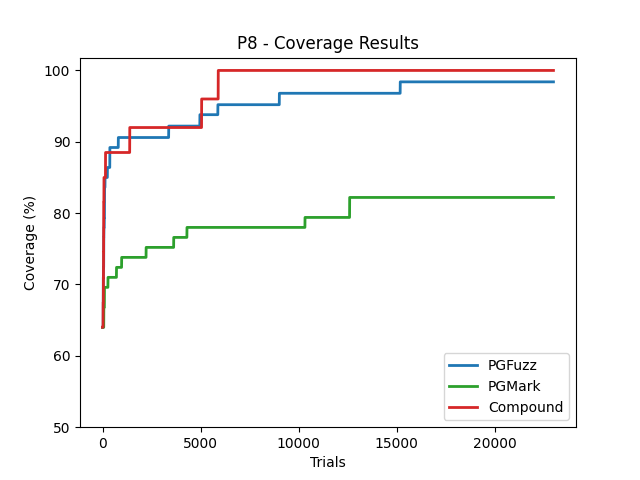 P8 - Coverage Results
100
90
80
70
60
50
Coverage (%)
0 5000 10000 15000 20000
Trials
PGFuzz
PGMark
Compound